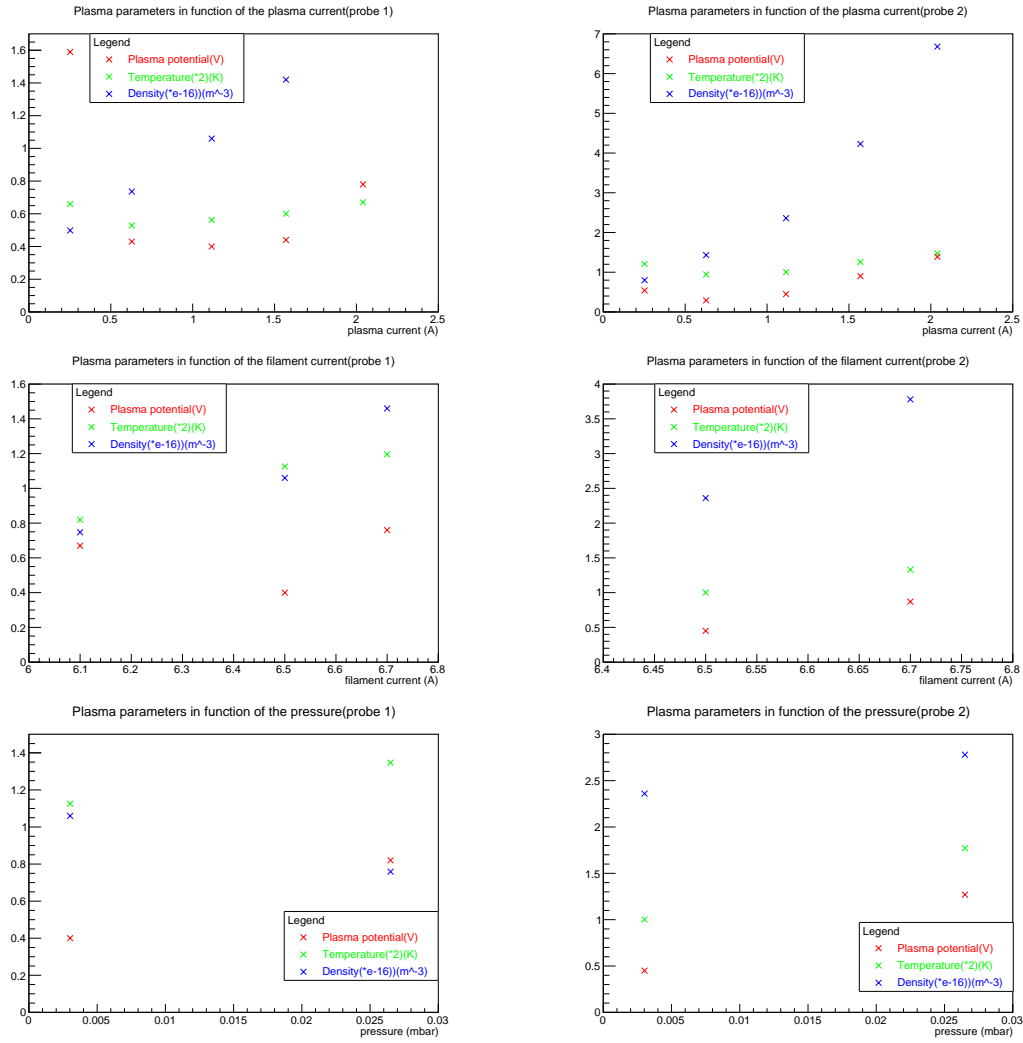 Plasma parameters in function of the plasma current(probe 1)
Legend
Plasma potential(V)
Temperature(*2)(K)
Density(*e-16))(m^-3)
1.6
1.4
1.2
1
0.8
0.6
0.4
0.2
0
0 0.5 1 1.5 2 2.5
plasma current (A)
Plasma parameters in function of the plasma current(probe 2)
Legend
Plasma potential(V)
Temperature(*2)(K)
Density(*e-16))(m^-3)
7
6
5
4
3
2
1
0
0 0.5 1 1.5 2 2.5
plasma current (A)
Plasma parameters in function of the filament current(probe 1)
Legend
Plasma potential(V)
Temperature(*2)(K)
Density(*e-16))(m^-3)
1.6
1.4
1.2
1
0.8
0.6
0.4
0.2
0
6 6.1 6.2 6.3 6.4 6.5 6.6 6.7 6.8
filament current (A)
Plasma parameters in function of the filament current(probe 2)
Legend
Plasma potential(V)
Temperature(*2)(K)
Density(*e-16))(m^-3)
4
3.5
3
2.5
2
1.5
1
0.5
0
6.4 6.45 6.5 6.55 6.6 6.65 6.7 6.75 6.8
filament current (A)
Plasma parameters in function of the pressure(probe 1)
1.4
1.2
1
0.8
0.6
0.4
0.2
0
Legend
Plasma potential(V)
Temperature(*2)(K)
Density(*e-16))(m^-3)
0 0.005 0.01 0.015 0.02 0.025 0.03
pressure (mbar)
Plasma parameters in function of the pressure(probe 2)
3
2.5
2
1.5
1
0.5
0
Legend
Plasma potential(V)
Temperature(*2)(K)
Density(*e-16))(m^-3)
0 0.005 0.01 0.015 0.02 0.025 0.03
pressure (mbar)